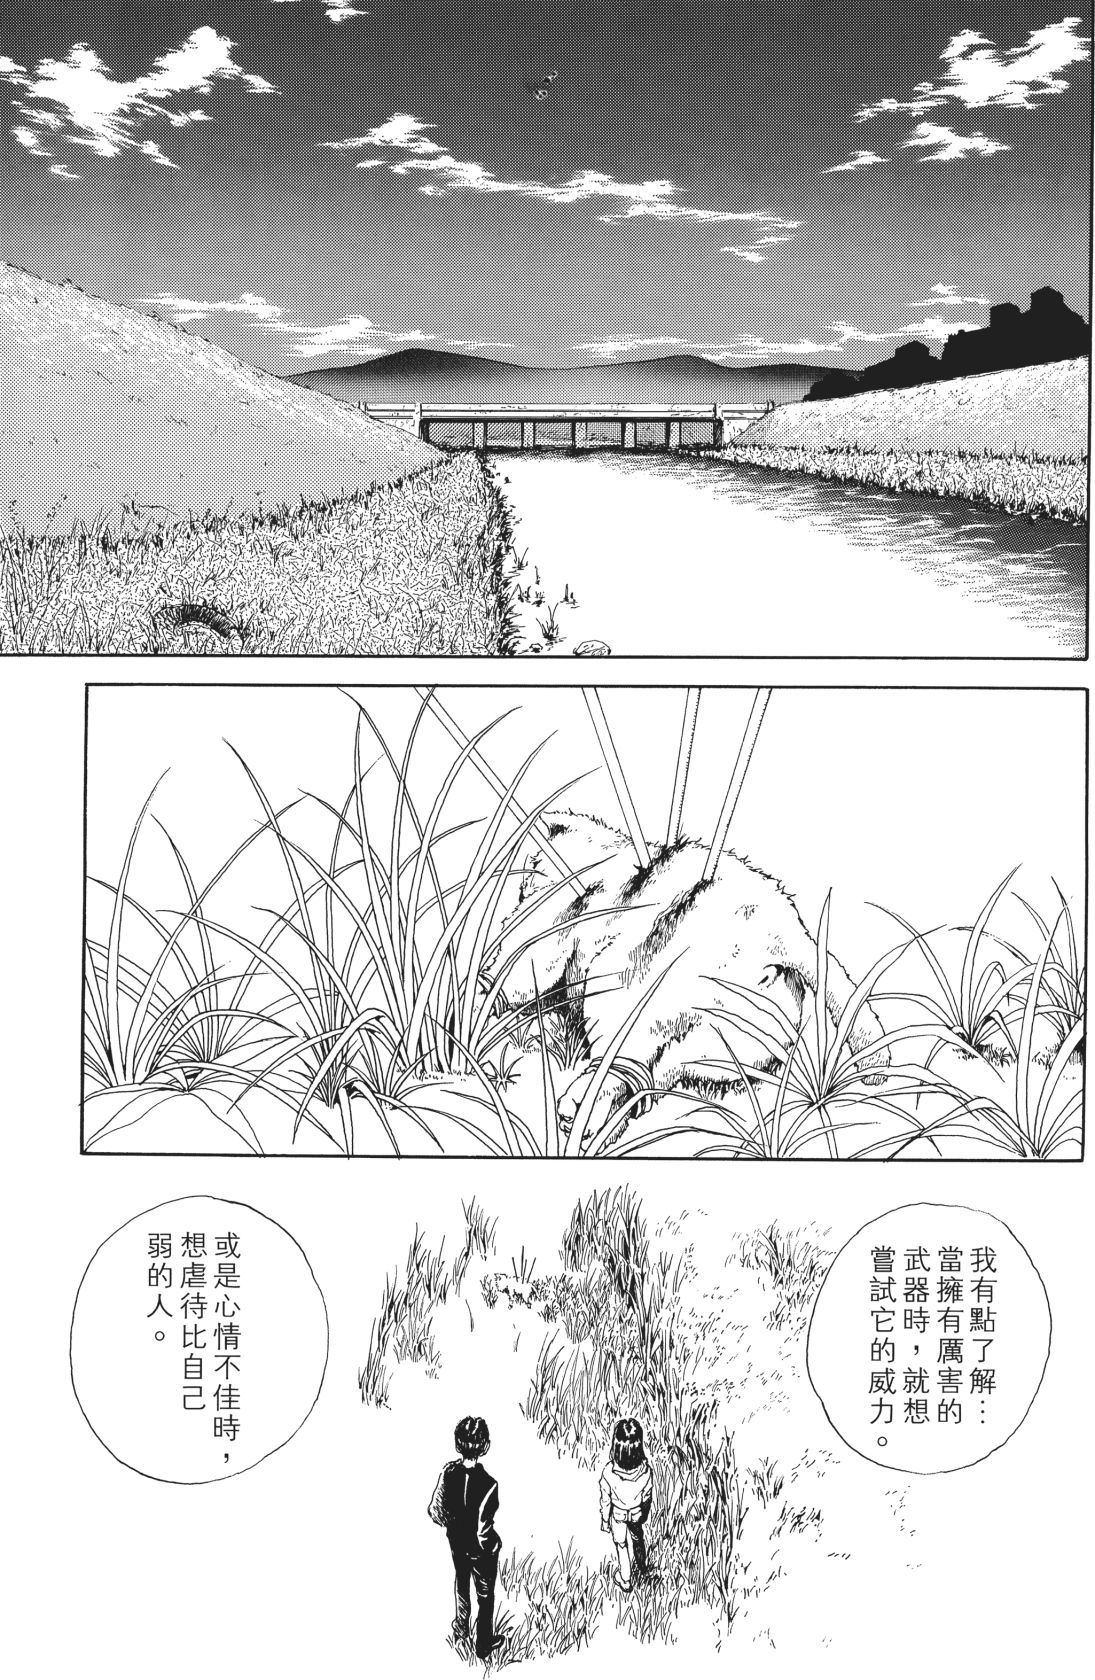 我有點了解…
當擁有厲害的
武器時，就想
嘗試它的威力。
或是心情不佳時，
想虐待比自己
弱的人。